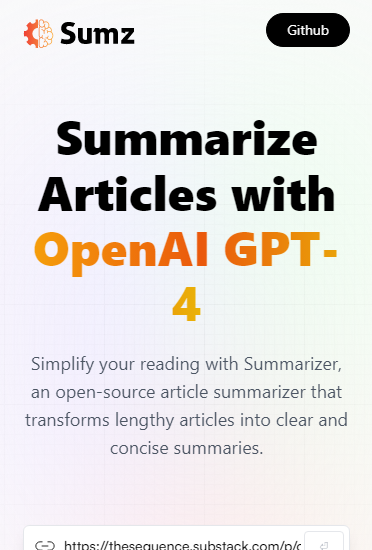 Sumz
Github
Summarize
Articles with
OpenAI GPT-
4
Simplify your reading with Summarizer,
an open-source article summarizer that
transforms lengthy articles into clear and
concise summaries.
https://thesequence.substack.com/p/